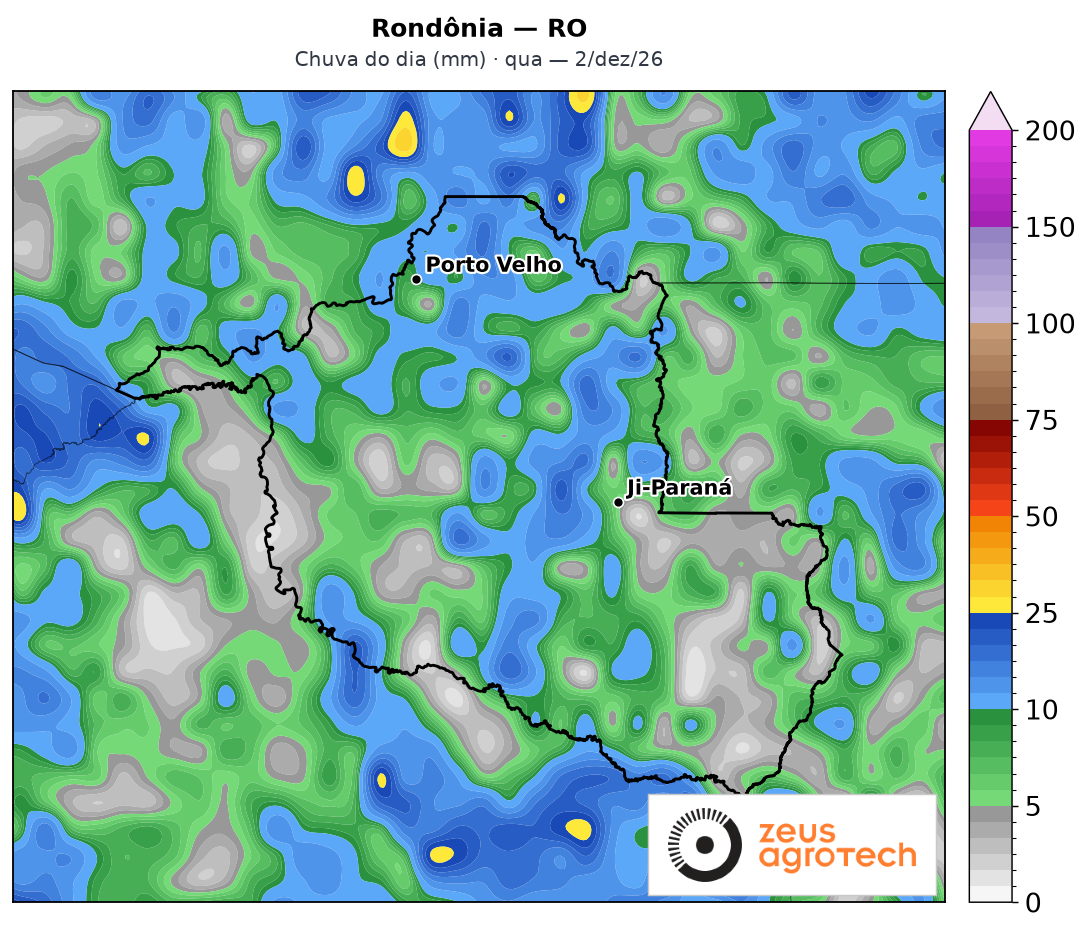 Rondônia — RO
Chuva do dia (mm) · qua — 2/dez/26
Porto Velho
Ji-Paraná
200
150
100
75
50
25
10
5
0
zeus
agrotech